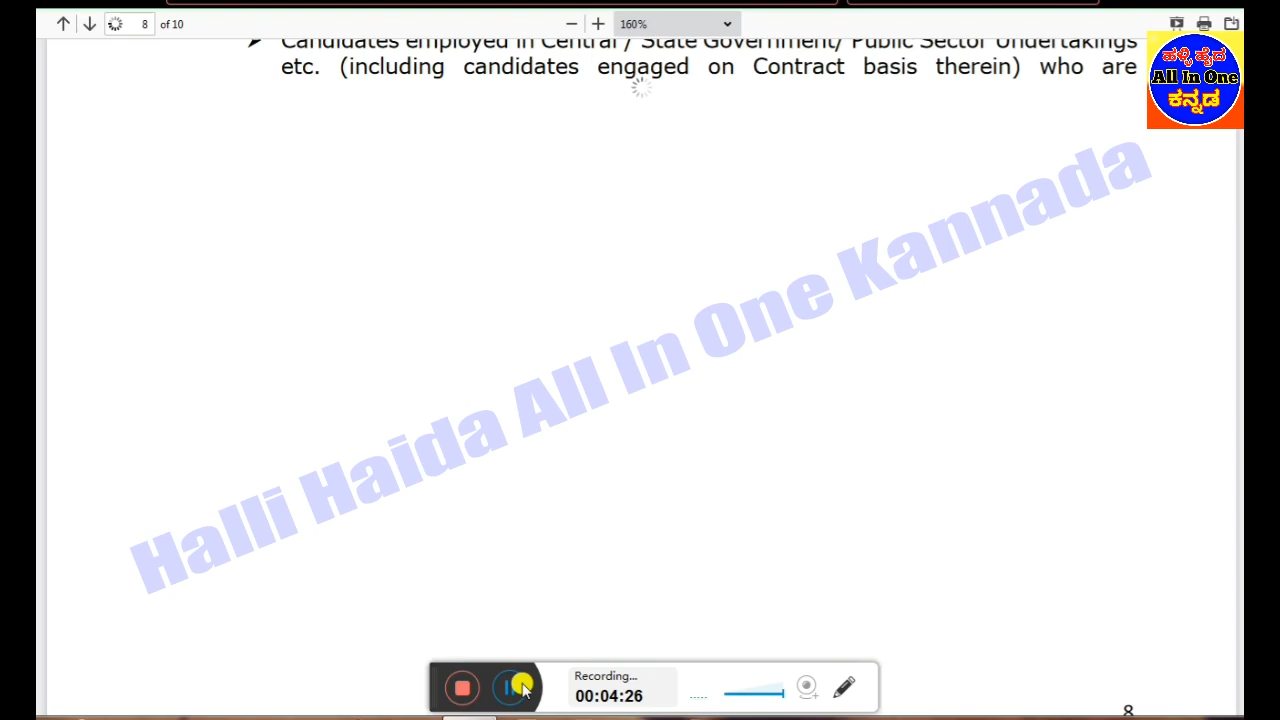 8 of 10
160%
Candidates employed in Central / State Government/ Public Sector Undertakings
etc. (including candidates engaged on Contract basis therein) who are
ಹಳ್ಳಿ ಹೈದ
All In One
ಕನ್ನಡ
Halli Haida All In One Kannada
Recording...
00:04:26
8